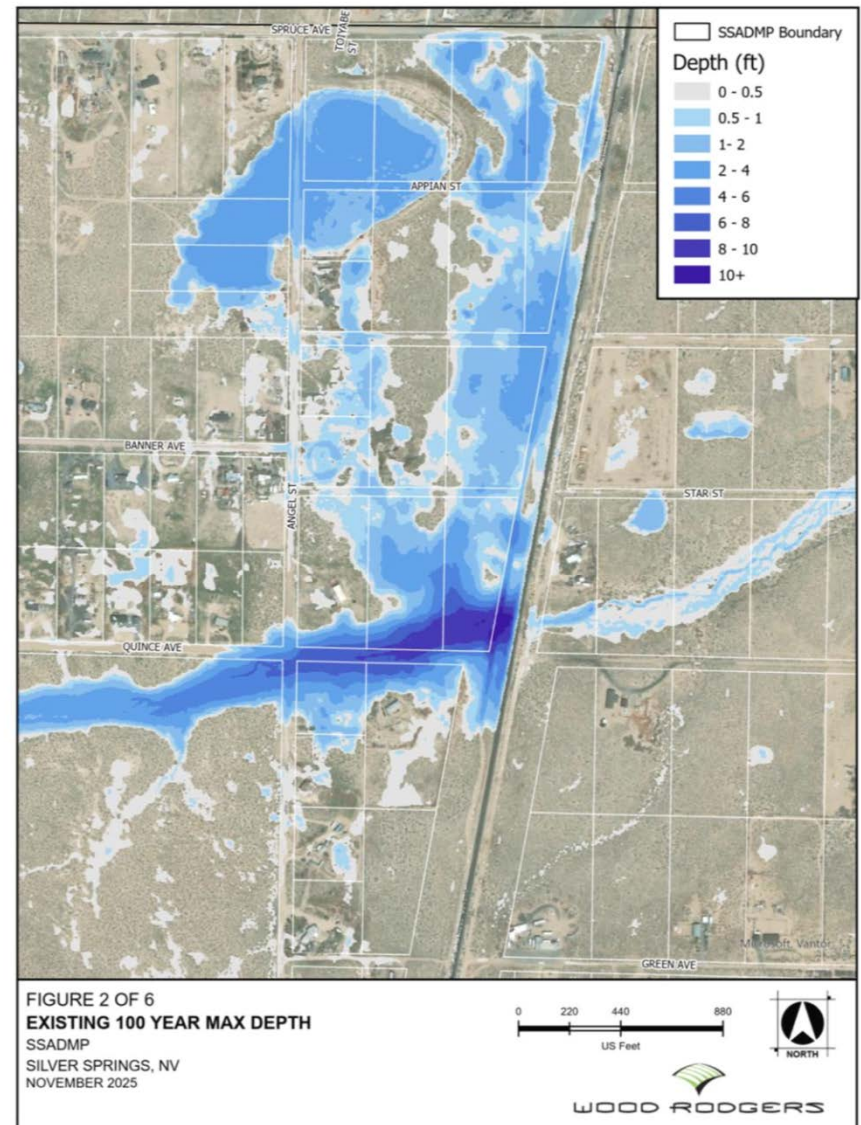 SPRUCE AVE
TOIYABE
ST
SSADMP Boundary
Depth (ft)
0 - 0.5
0.5 - 1
1- 2
2 - 4
4 - 6
6 - 8
8 - 10
10+
APPIAN ST
BANNER AVE
ANGEL ST
STAR ST
QUINCE AVE
Microsoft, Vantor
GREEN AVE
FIGURE 2 OF 6
EXISTING 100 YEAR MAX DEPTH
SSADMP
SILVER SPRINGS, NV
NOVEMBER 2025
0 220 440 880
US Feet
NORTH
WOOD RODGERS